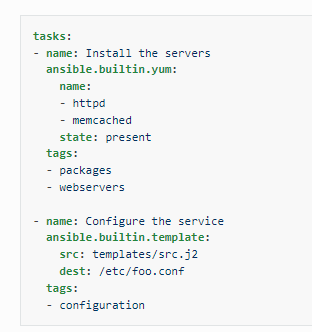 tasks:
- name: Install the servers
  ansible.builtin.yum:
    name:
    - httpd
    - memcached
    state: present
  tags:
  - packages
  - webservers

- name: Configure the service
  ansible.builtin.template:
    src: templates/src.j2
    dest: /etc/foo.conf
  tags:
  - configuration